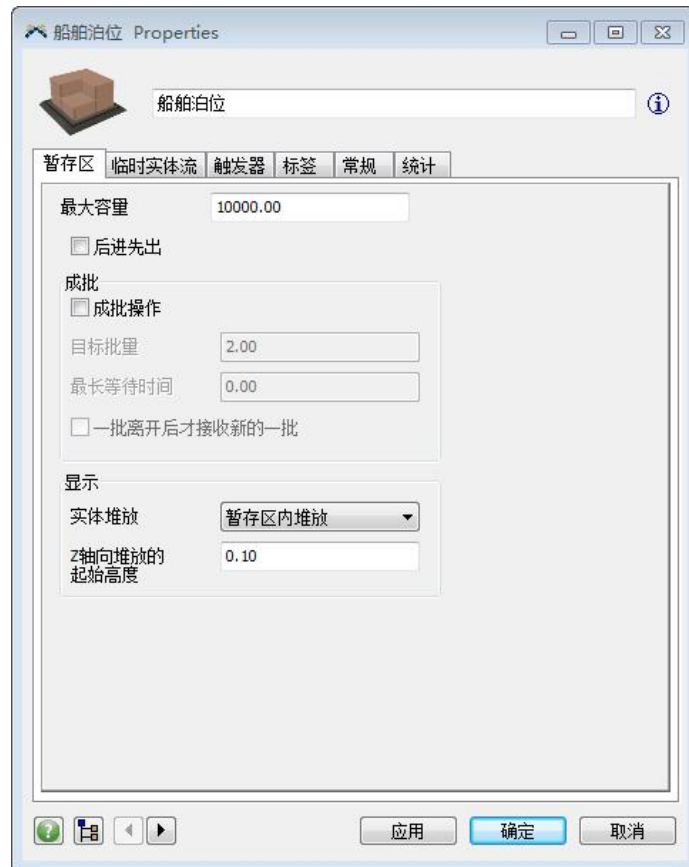 船舶泊位 Properties
船舶泊位
暂存区 临时实体流 触发器 标签 常规 统计
最大容量 10000.00
后进先出
成批
成批操作
目标批量 2.00
最长等待时间 0.00
一批离开后才接收新的一批
显示
实体堆放 暂存区内堆放
Z轴向堆放的 0.10
起始高度
应用 确定 取消